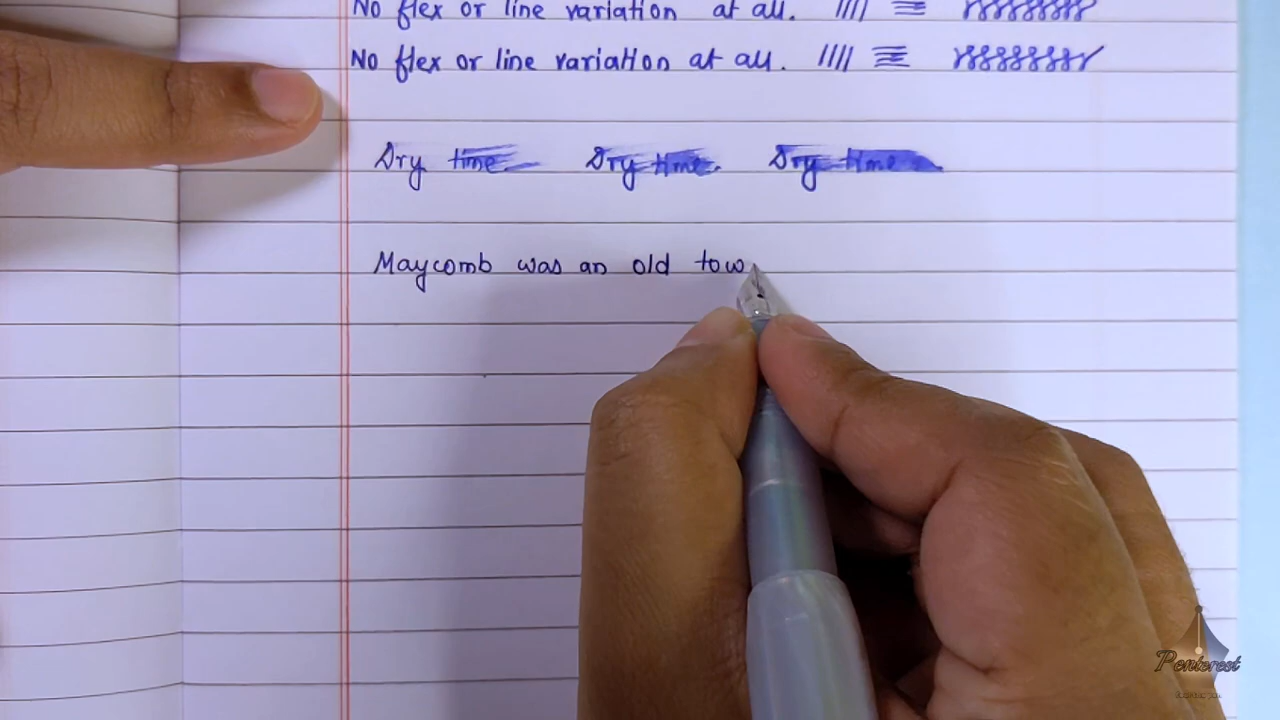 No flex or line variation at all.
No flex or line variation at all.
Dry time Dry time. Dry time.
Maycomb was an old tow
Penterest